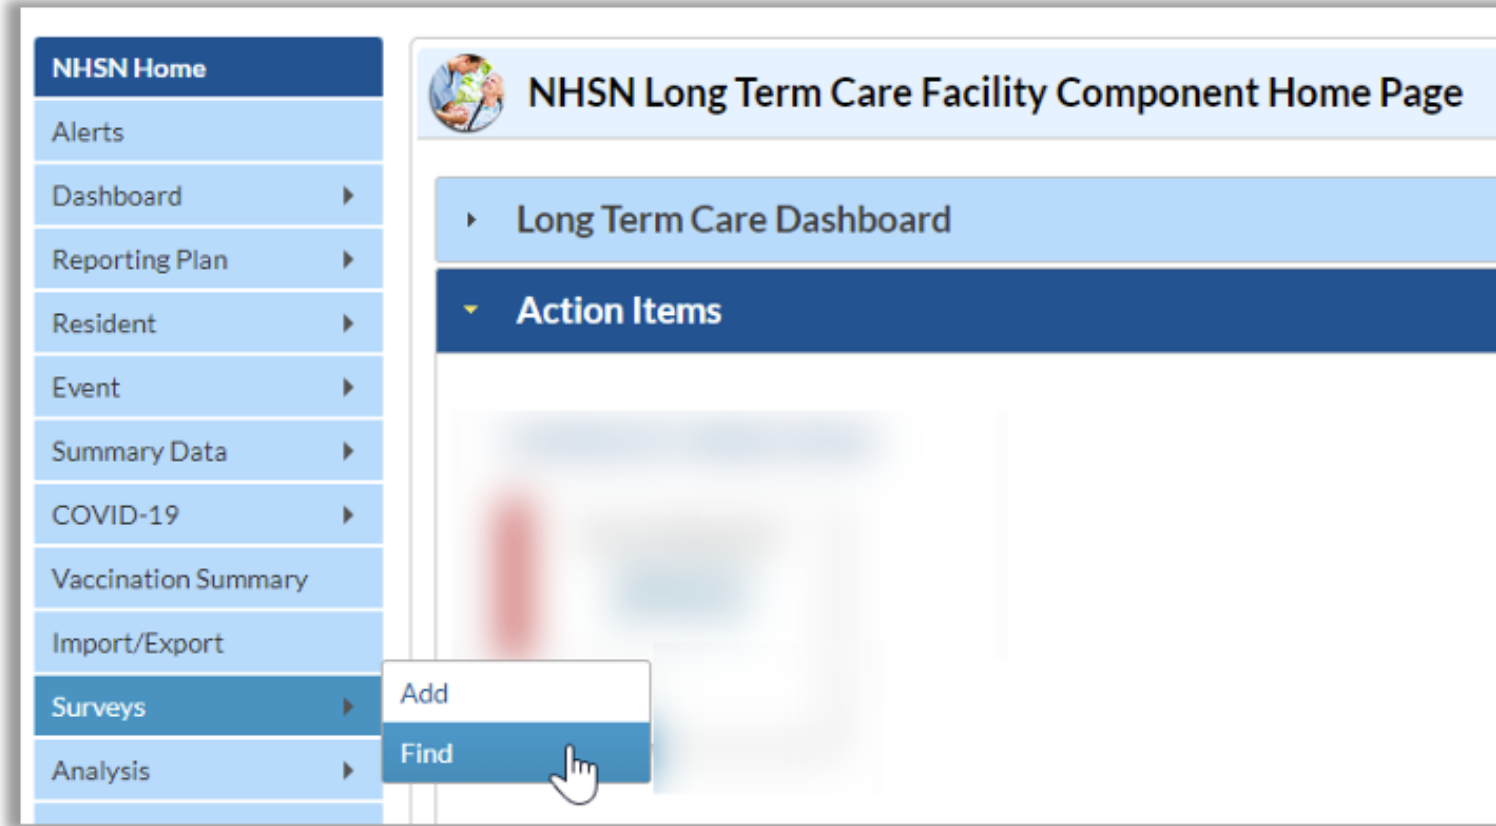 NHSN Home
Alerts
Dashboard
Reporting Plan
Resident
Event
Summary Data
COVID-19
Vaccination Summary
Import/Export
Surveys
Analysis
Add
Find
NHSN Long Term Care Facility Component Home Page
Long Term Care Dashboard
Action Items